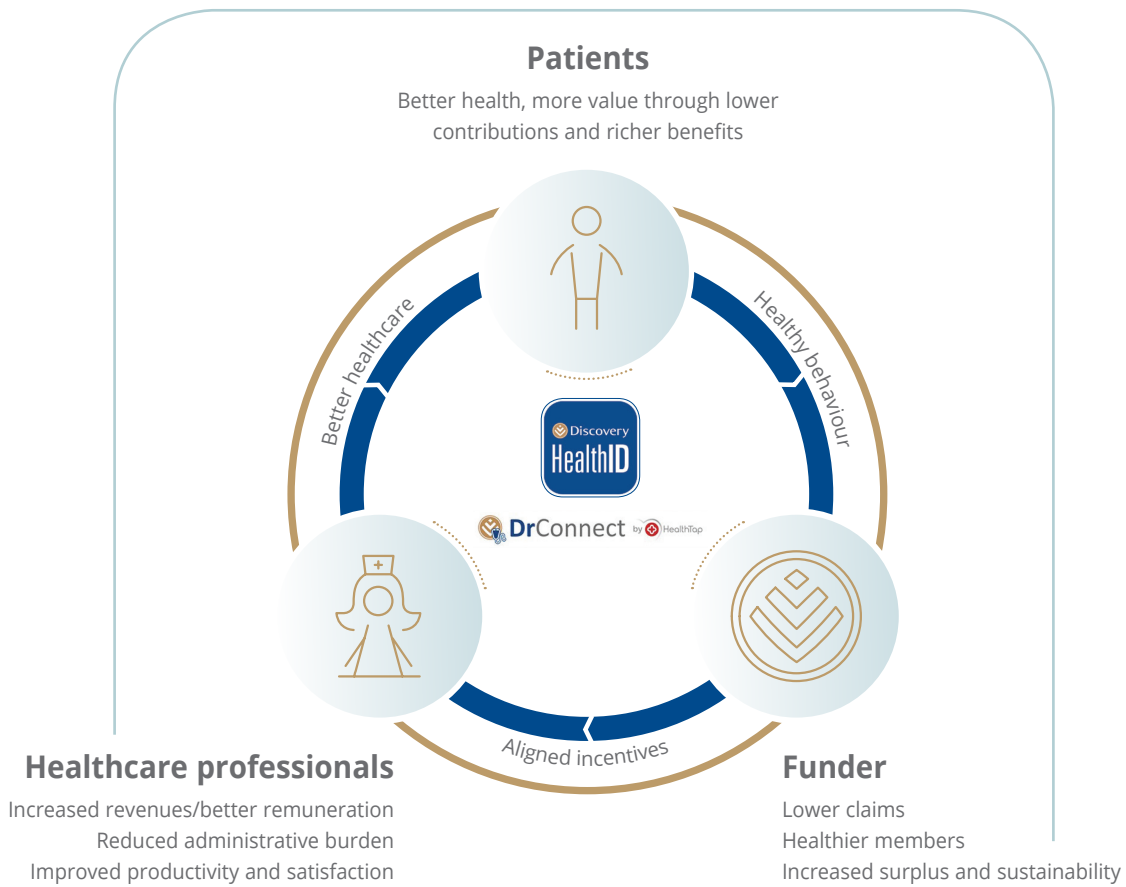 Patients
Better health, more value through lower
contributions and richer benefits
Better healthcare
Healthy behaviour
Discovery
HealthID
DrConnect by HealthTap
Aligned incentives
Healthcare professionals
Increased revenues/better remuneration
Reduced administrative burden
Improved productivity and satisfaction
Funder
Lower claims
Healthier members
Increased surplus and sustainability